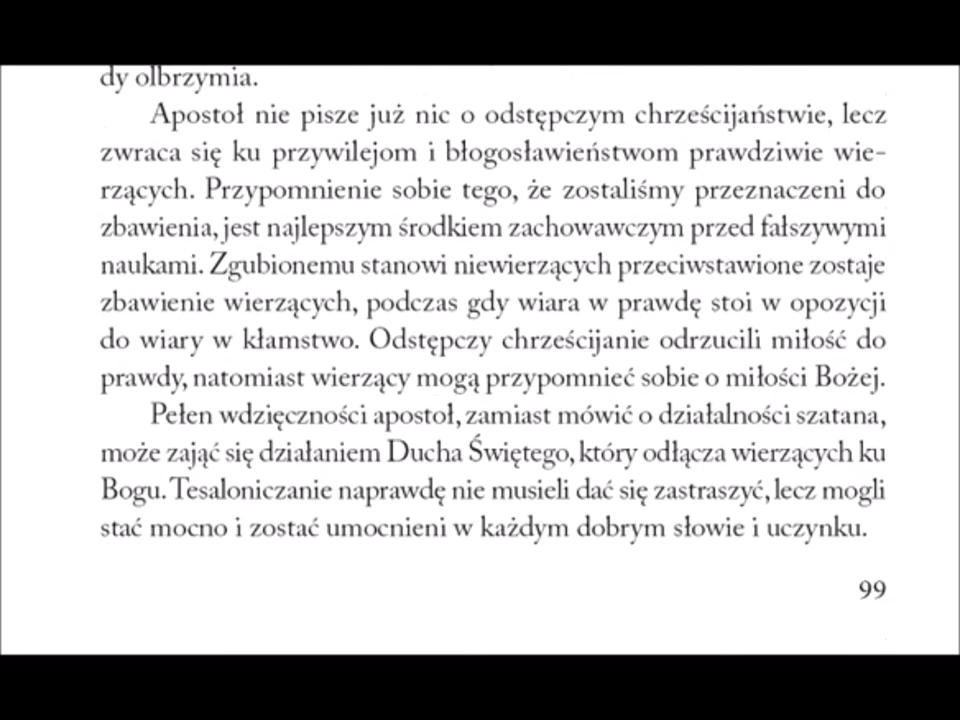 dy olbrzymia.
Apostoł nie pisze już nic o odstępczym chrześcijaństwie, lecz
zwraca się ku przywilejom i błogosławieństwom prawdziwie wie-
rzących. Przypomnienie sobie tego, że zostaliśmy przeznaczeni do
zbawienia, jest najlepszym środkiem zachowawczym przed fałszywymi
naukami. Zgubionemu stanowi niewierzących przeciwstawione zostaje
zbawienie wierzących, podczas gdy wiara w prawdę stoi w opozycji
do wiary w kłamstwo. Odstępczy chrześcijanie odrzucili miłość do
prawdy, natomiast wierzący mogą przypomnieć sobie o miłości Bożej.
Pełen wdzięczności apostoł, zamiast mówić o działalności szatana,
może zająć się działaniem Ducha Świętego, który odłącza wierzących ku
Bogu. Tesaloniczanie naprawdę nie musieli dać się zastraszyć, lecz mogli
stać mocno i zostać umocnieni w każdym dobrym słowie i uczynku.
99